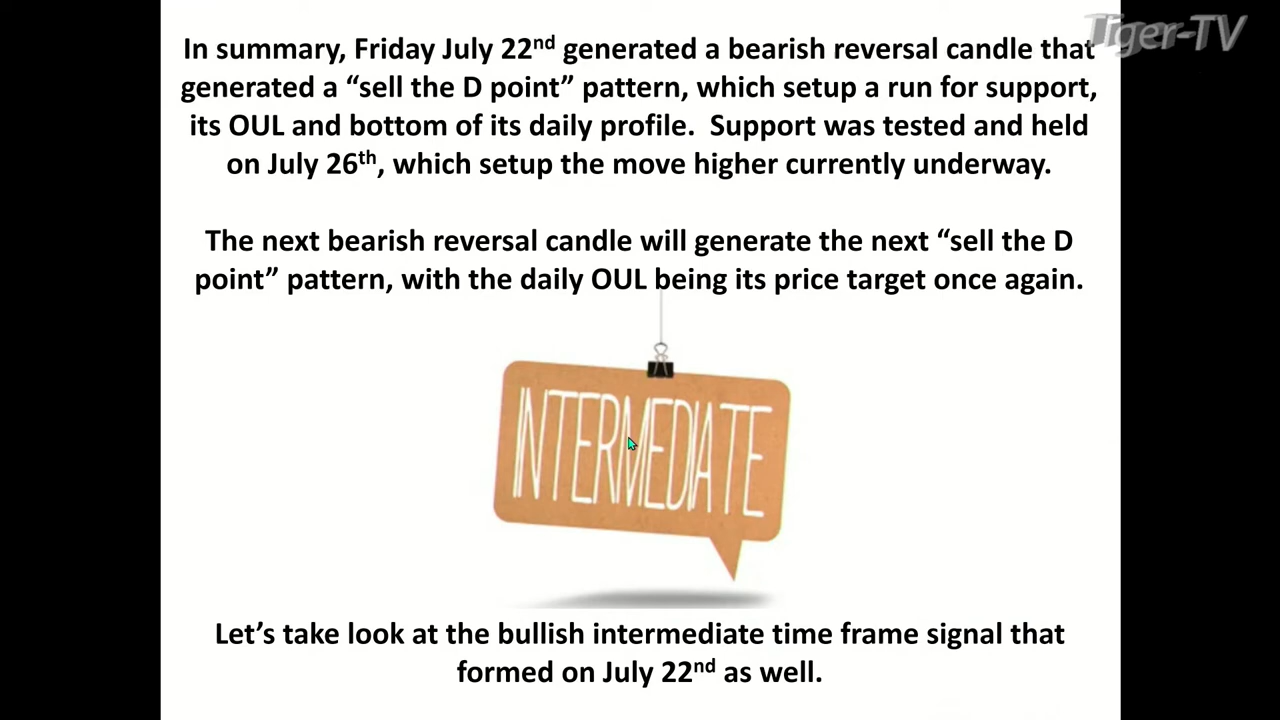 Tiger-TV
In summary, Friday July 22nd generated a bearish reversal candle that
generated a “sell the D point” pattern, which setup a run for support,
its OUL and bottom of its daily profile.  Support was tested and held
on July 26th, which setup the move higher currently underway.
The next bearish reversal candle will generate the next “sell the D
point” pattern, with the daily OUL being its price target once again.
INTERMEDIATE
Let’s take look at the bullish intermediate time frame signal that
formed on July 22nd as well.